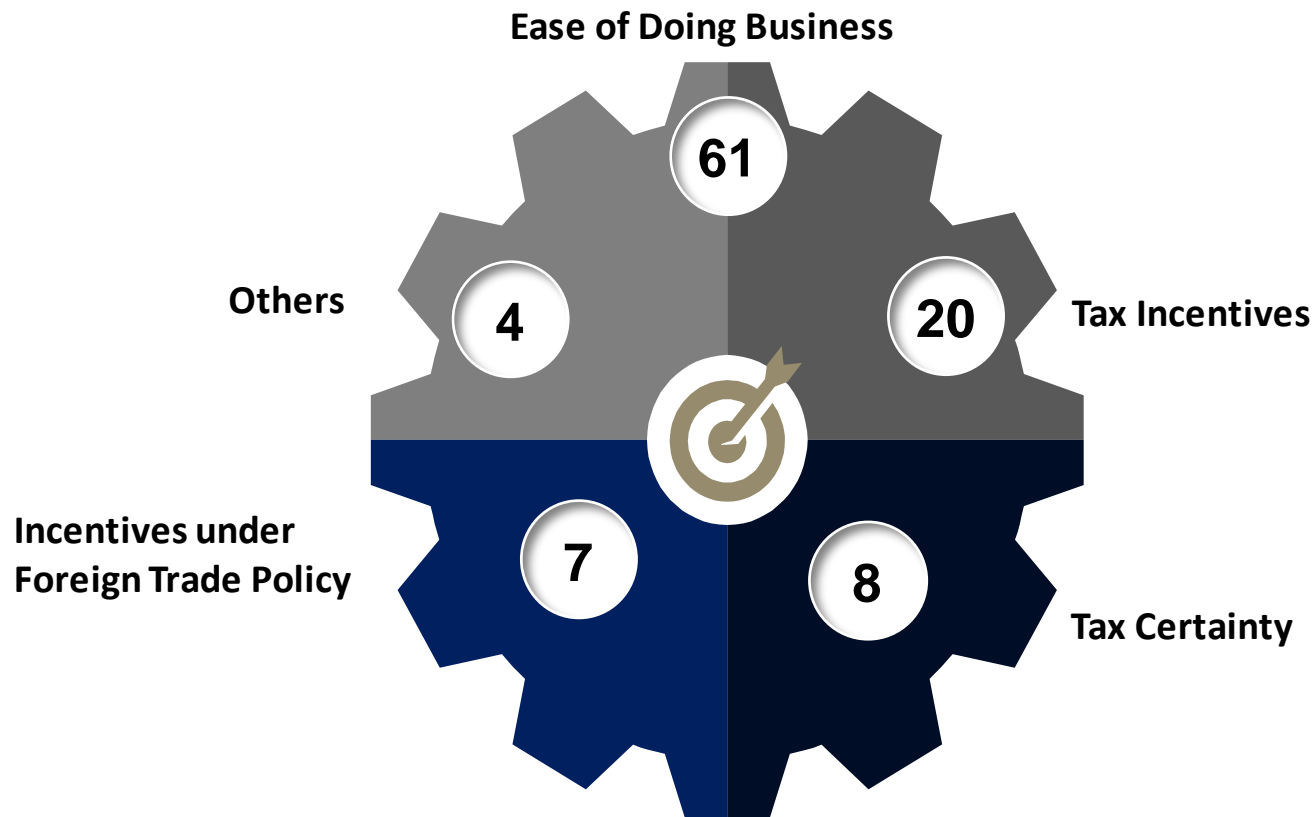 Ease of Doing Business
61
Others
4
20
Tax Incentives
Incentives under
Foreign Trade Policy
7
8
Tax Certainty